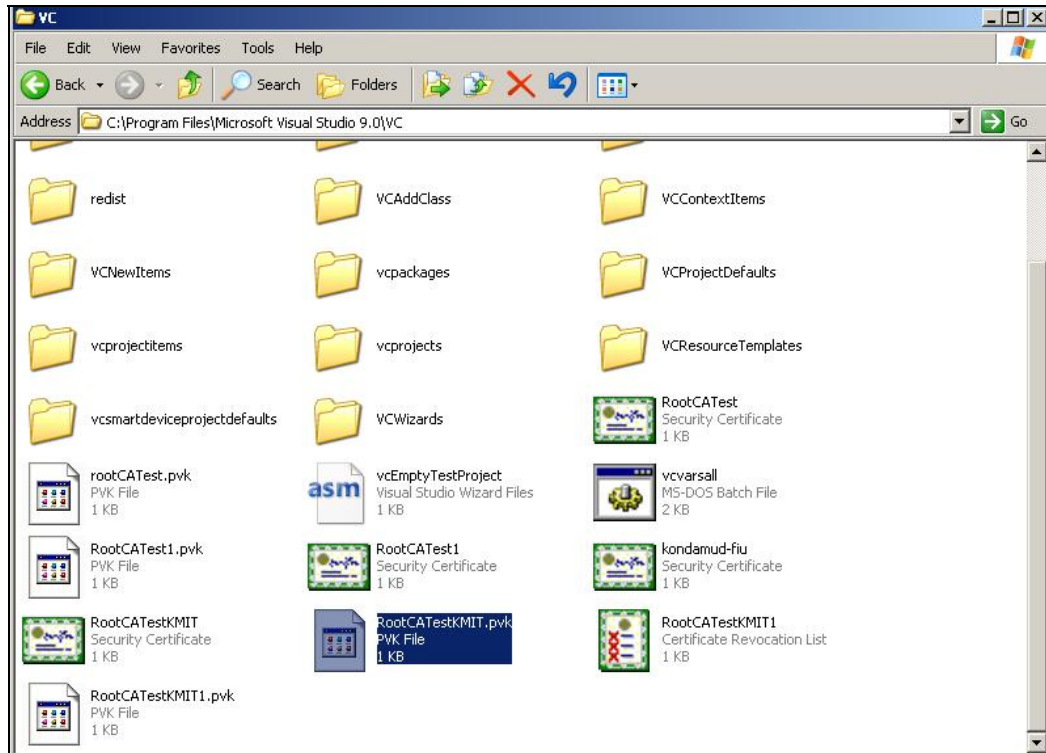 VC
File Edit View Favorites Tools Help
Back Search Folders
Address C:\Program Files\Microsoft Visual Studio 9.0\VC Go
redist
VCAddClass
VCContextItems
VCNewItems
vcpackages
VCProjectDefaults
vcprojectitems
vcprojects
VCResourceTemplates
vcsmartdeviceprojectdefaults
VCWizards
RootCATest
Security Certificate
1 KB
rootCATest.pvk
PVK File
1 KB
asm
vcEmptyTestProject
Visual Studio Wizard Files
1 KB
vcvarsall
MS-DOS Batch File
2 KB
RootCATest1.pvk
PVK File
1 KB
RootCATest1
Security Certificate
1 KB
kondamud-fiu
Security Certificate
1 KB
RootCATestKMIT
Security Certificate
1 KB
RootCATestKMIT.pvk
PVK File
1 KB
RootCATestKMIT1
Certificate Revocation List
1 KB
RootCATestKMIT1.pvk
PVK File
1 KB